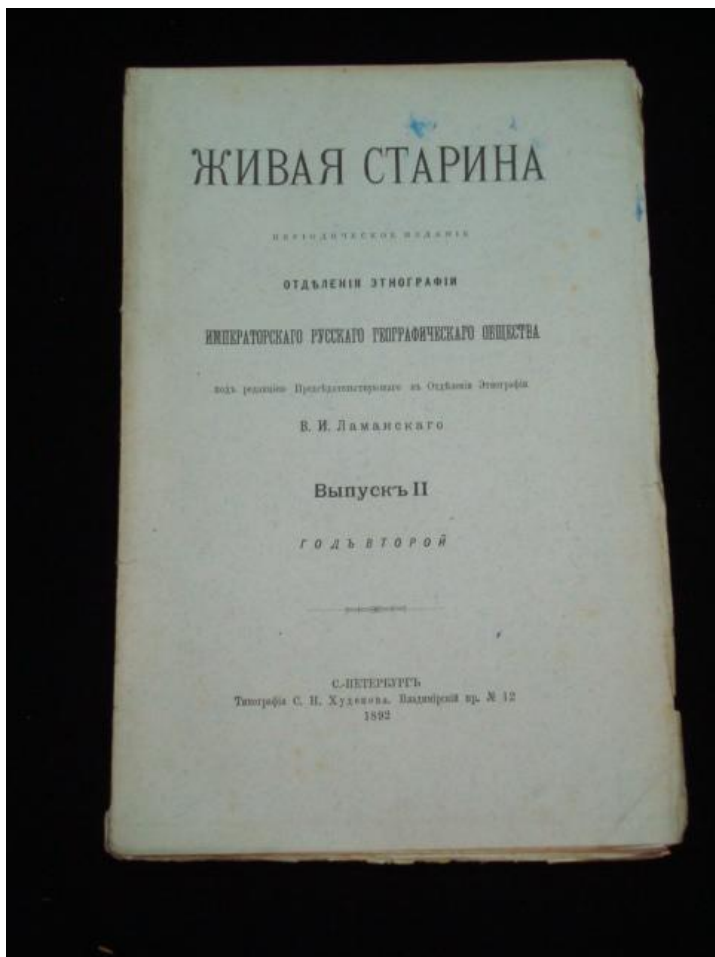 ЖИВАЯ СТАРИНА
ПЕРІОДИЧЕСКОЕ ИЗДАНІЕ
ОТДѢЛЕНІЯ ЭТНОГРАФІИ
ИМПЕРАТОРСКАГО РУССКАГО ГЕОГРАФИЧЕСКАГО ОБЩЕСТВА
подъ редакціею Предсѣдательствующаго въ Отдѣленіи Этнографіи
В. И. Ламанскаго
Выпускъ II
ГОДЪ ВТОРОЙ
С.-ПЕТЕРБУРГЪ
Типографія С. Н. Худекова. Владимірскій пр. № 12
1892